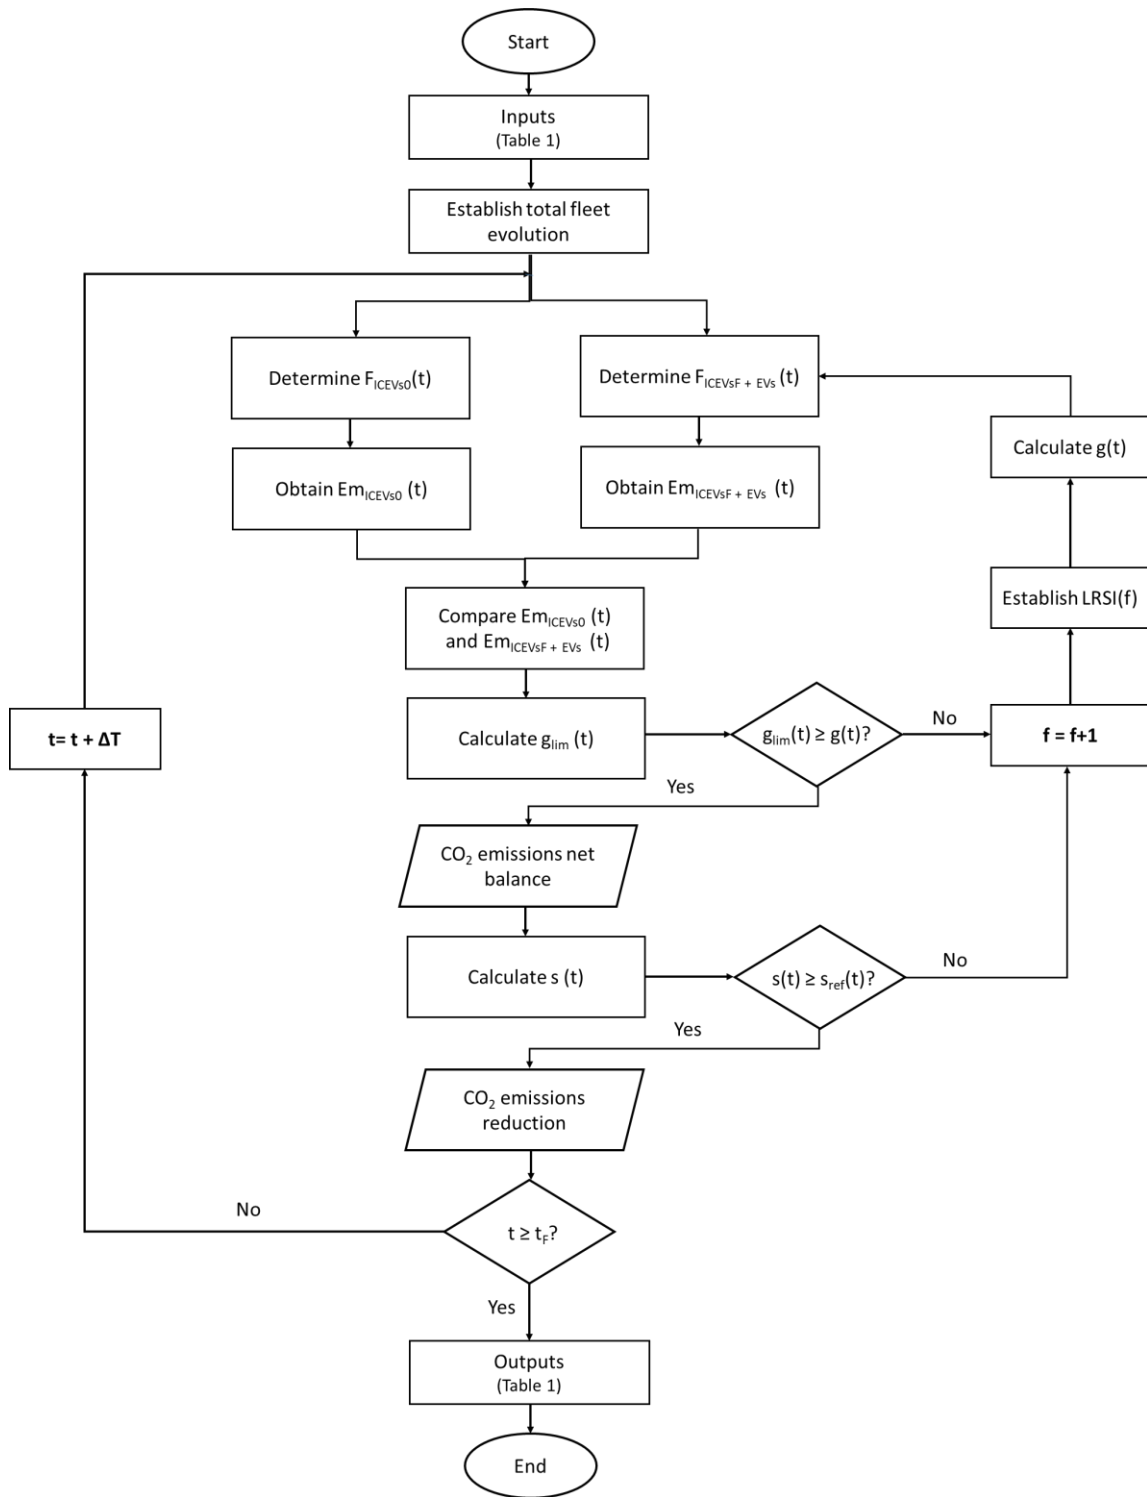 Start
Inputs
(Table 1)
Establish total fleet
evolution
Determine F_ICEVs0(t)
Determine F_ICEVsF + EVs (t)
Calculate g(t)
Obtain Em_ICEVs0 (t)
Obtain Em_ICEVsF + EVs (t)
Establish LRSI(f)
Compare Em_ICEVs0 (t)
and Em_ICEVsF + EVs (t)
t= t + ΔT
Calculate g_lim (t)
g_lim(t) ≥ g(t)?
No
f = f+1
Yes
CO₂ emissions net
balance
Calculate s (t)
s(t) ≥ s_ref(t)?
No
Yes
CO₂ emissions
reduction
No
t ≥ t_F?
Yes
Outputs
(Table 1)
End